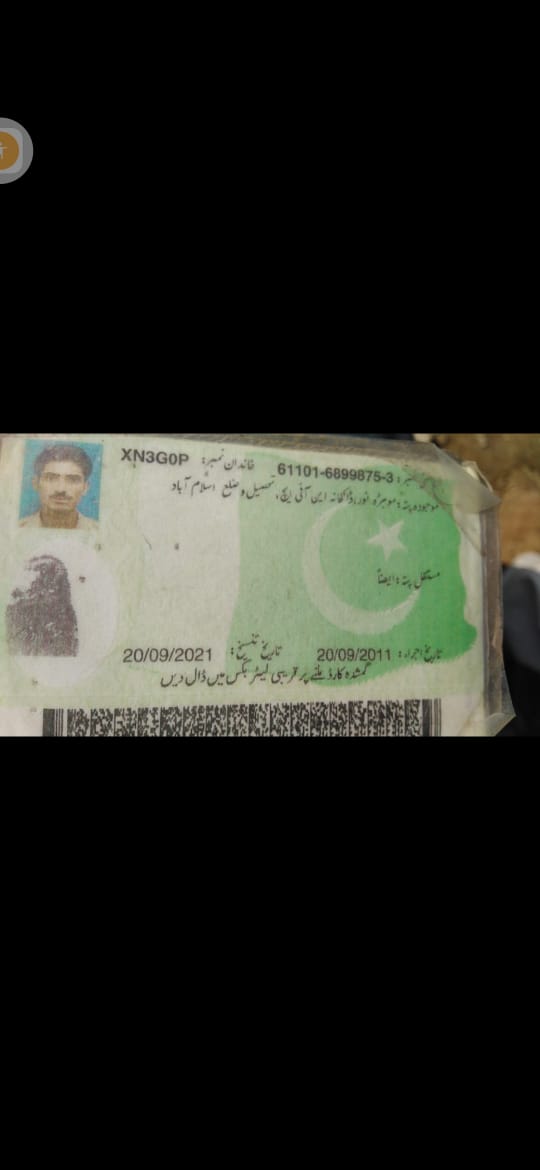 خاندان نمبر: XN3G0P
61101-6899875-3
موجودہ پتہ: موہڑہ نور، ڈاکخانہ این آئی ایچ، تحصیل و ضلع اسلام آباد
مستقل پتہ: ایضاً
تاریخ اجراء: 20/09/2011 تاریخ تنسیخ: 20/09/2021
گمشدہ کارڈ ملنے پر قریبی لیٹر بکس میں ڈال دیں